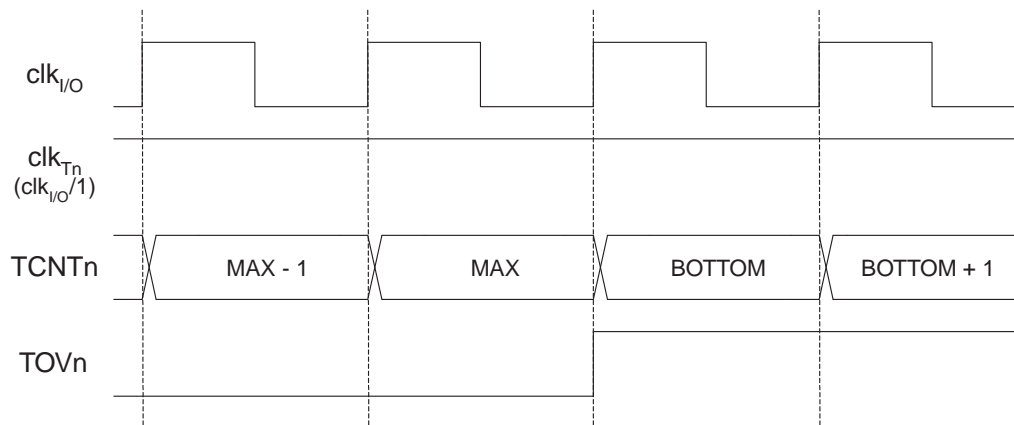 clkI/O
clkTn
(clkI/O/1)
TCNTn MAX - 1 MAX BOTTOM BOTTOM + 1
TOVn